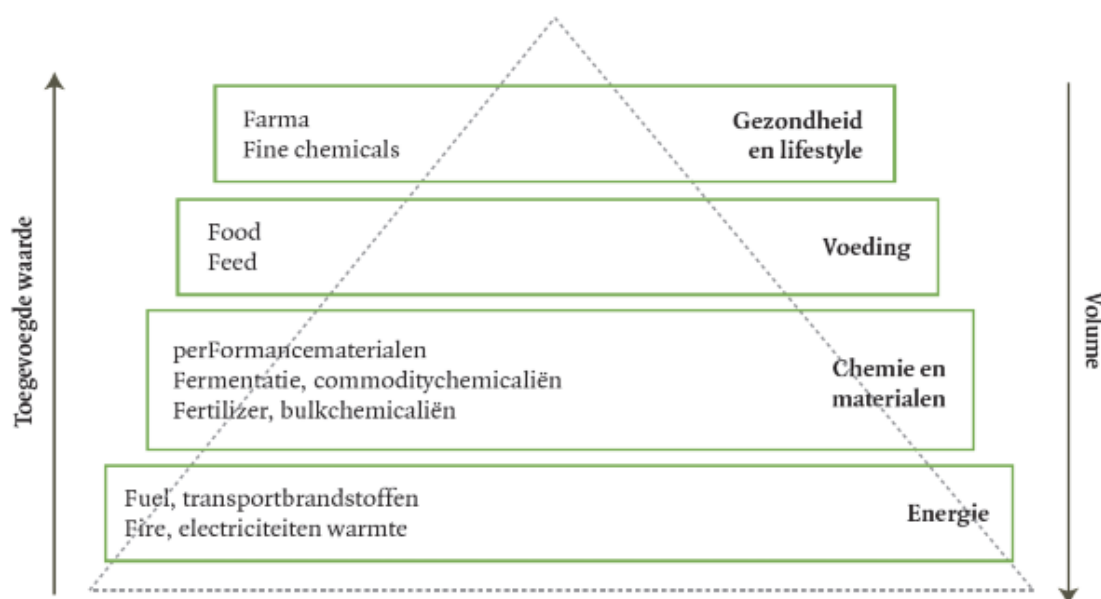 Toegevoegde waarde
Farma
Fine chemicals
Gezondheid
en lifestyle
Food
Feed
Voeding
perFormancematerialen
Fermentatie, commoditychemicaliën
Fertilizer, bulkchemicaliën
Chemie en
materialen
Fuel, transportbrandstoffen
Fire, electriciteiten warmte
Energie
Volume